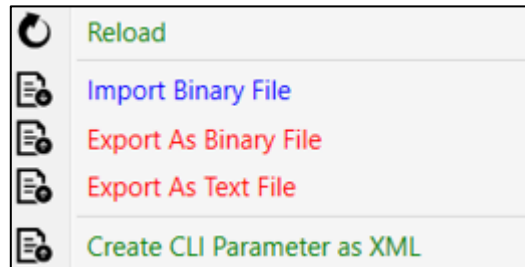 Reload
Import Binary File
Export As Binary File
Export As Text File
Create CLI Parameter as XML